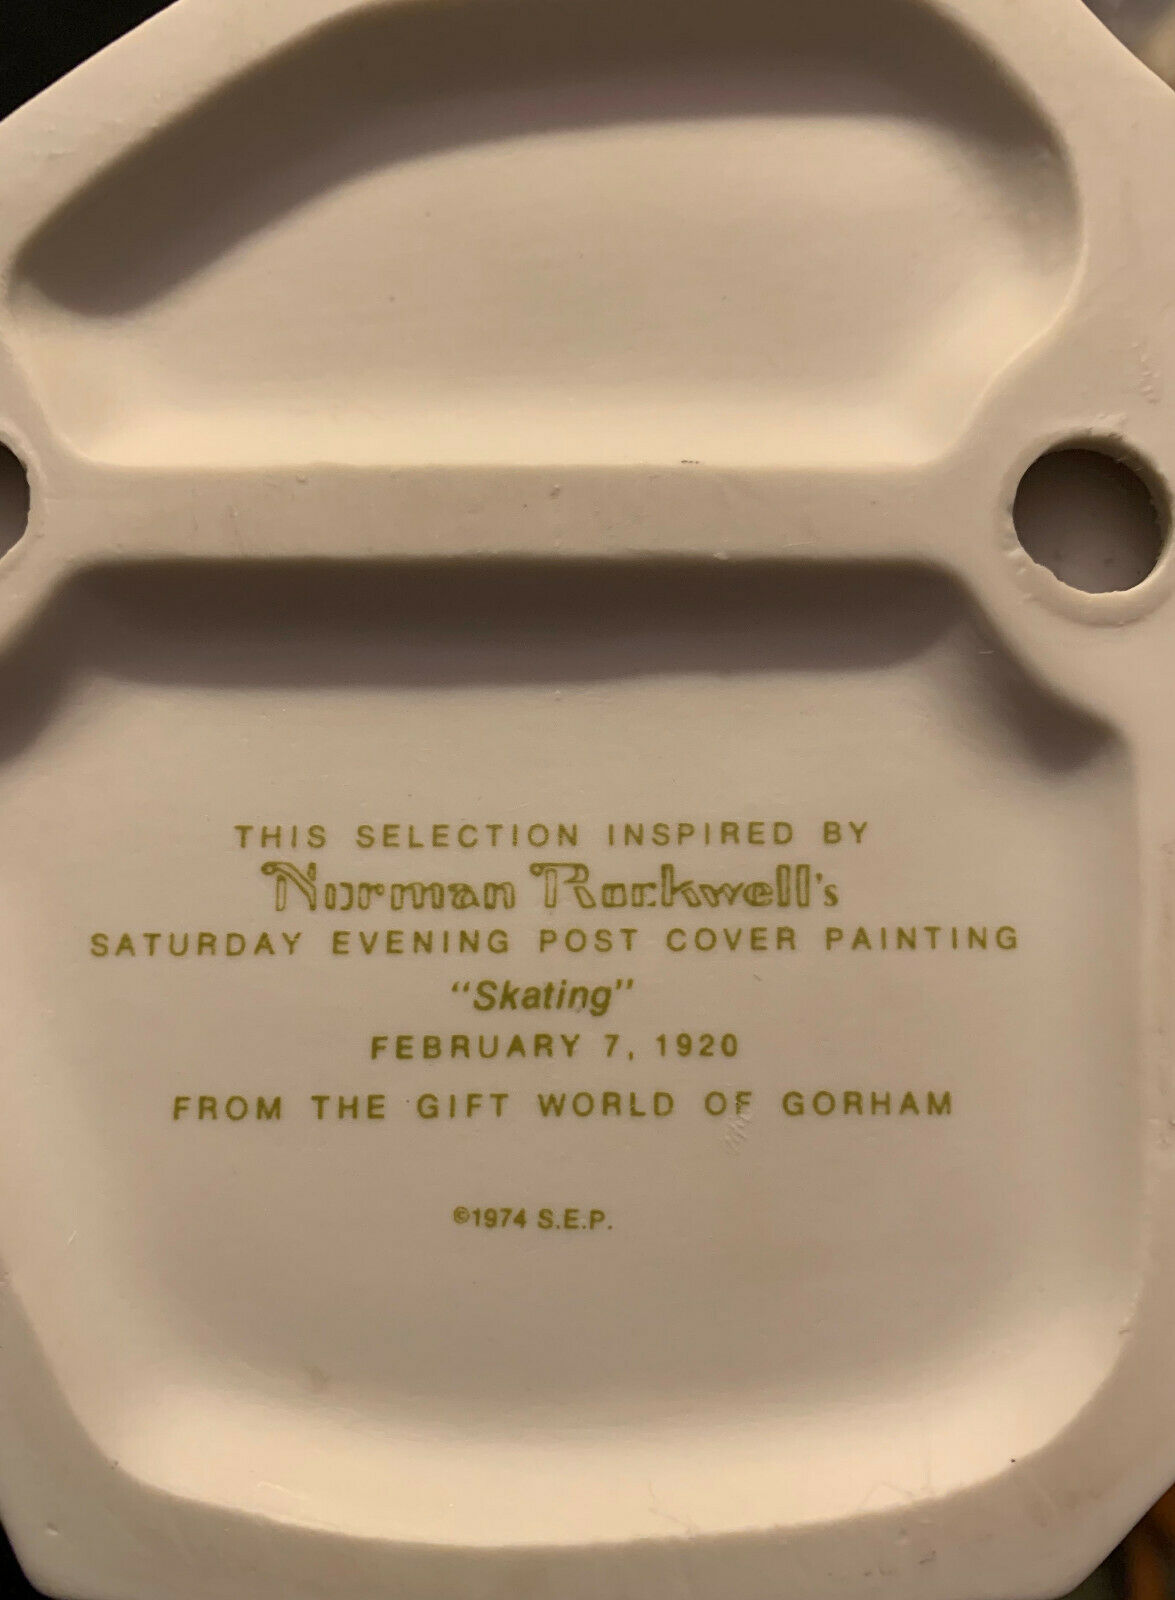 THIS SELECTION INSPIRED BY
Norman Rockwell's
SATURDAY EVENING POST COVER PAINTING
"Skating"
FEBRUARY 7, 1920
FROM THE GIFT WORLD OF GORHAM
©1974 S.E.P.